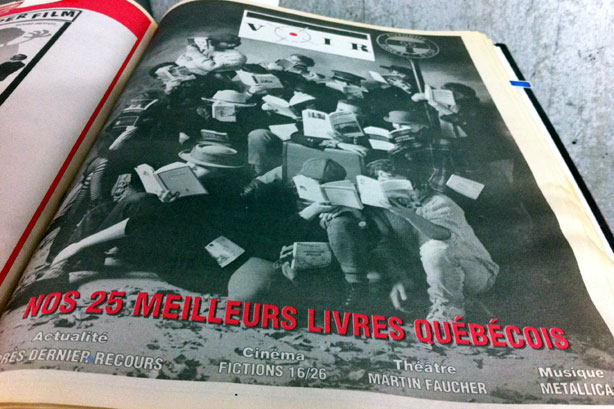 PER FILM
VOIR
NOS 25 MEILLEURS LIVRES QUÉBÉCOIS
Actualité
DERNIER RECOURS
Cinéma
FICTIONS 16/26
Théâtre
MARTIN FAUCHER
Musique
METALLICA